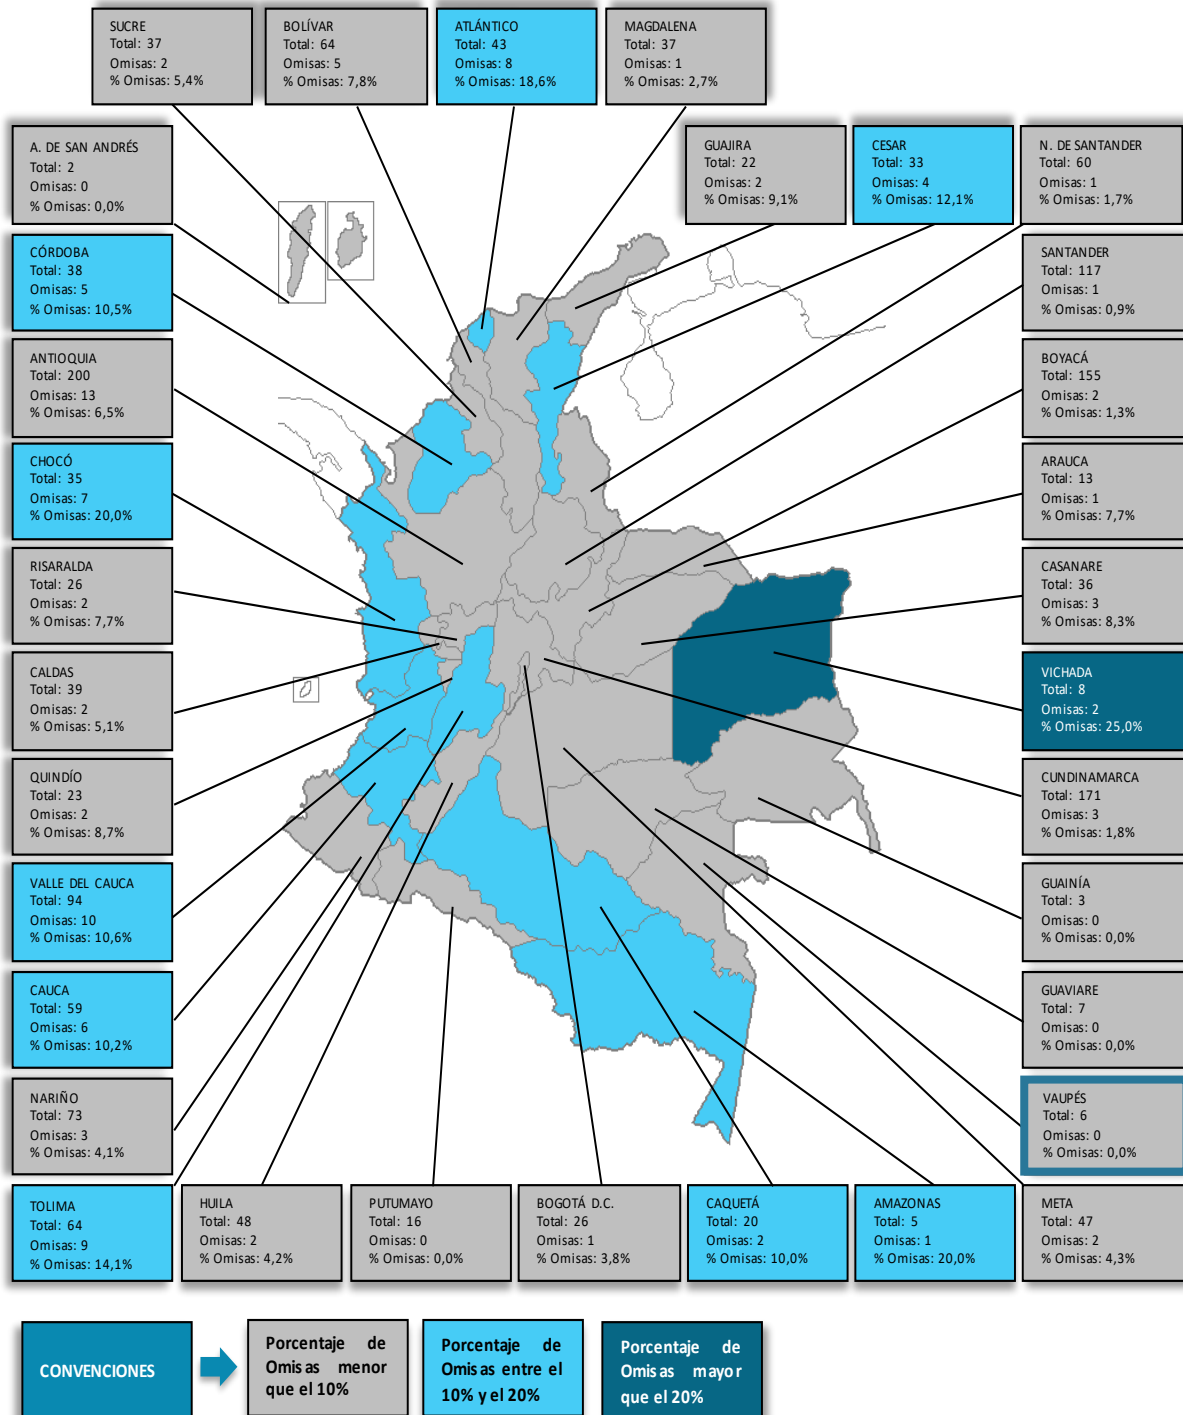 SUCRE
Total: 37
Omisas: 2
% Omisas: 5,4%
BOLÍVAR
Total: 64
Omisas: 5
% Omisas: 7,8%
ATLÁNTICO
Total: 43
Omisas: 8
% Omisas: 18,6%
MAGDALENA
Total: 37
Omisas: 1
% Omisas: 2,7%
A. DE SAN ANDRÉS
Total: 2
Omisas: 0
% Omisas: 0,0%
GUAJIRA
Total: 22
Omisas: 2
% Omisas: 9,1%
CESAR
Total: 33
Omisas: 4
% Omisas: 12,1%
N. DE SANTANDER
Total: 60
Omisas: 1
% Omisas: 1,7%
CÓRDOBA
Total: 38
Omisas: 5
% Omisas: 10,5%
SANTANDER
Total: 117
Omisas: 1
% Omisas: 0,9%
ANTIOQUIA
Total: 200
Omisas: 13
% Omisas: 6,5%
BOYACÁ
Total: 155
Omisas: 2
% Omisas: 1,3%
CHOCÓ
Total: 35
Omisas: 7
% Omisas: 20,0%
ARAUCA
Total: 13
Omisas: 1
% Omisas: 7,7%
RISARALDA
Total: 26
Omisas: 2
% Omisas: 7,7%
CASANARE
Total: 36
Omisas: 3
% Omisas: 8,3%
CALDAS
Total: 39
Omisas: 2
% Omisas: 5,1%
VICHADA
Total: 8
Omisas: 2
% Omisas: 25,0%
QUINDÍO
Total: 23
Omisas: 2
% Omisas: 8,7%
CUNDINAMARCA
Total: 171
Omisas: 3
% Omisas: 1,8%
VALLE DEL CAUCA
Total: 94
Omisas: 10
% Omisas: 10,6%
GUAINÍA
Total: 3
Omisas: 0
% Omisas: 0,0%
CAUCA
Total: 59
Omisas: 6
% Omisas: 10,2%
GUAVIARE
Total: 7
Omisas: 0
% Omisas: 0,0%
NARIÑO
Total: 73
Omisas: 3
% Omisas: 4,1%
VAUPÉS
Total: 6
Omisas: 0
% Omisas: 0,0%
TOLIMA
Total: 64
Omisas: 9
% Omisas: 14,1%
HUILA
Total: 48
Omisas: 2
% Omisas: 4,2%
PUTUMAYO
Total: 16
Omisas: 0
% Omisas: 0,0%
BOGOTÁ D.C.
Total: 26
Omisas: 1
% Omisas: 3,8%
CAQUETÁ
Total: 20
Omisas: 2
% Omisas: 10,0%
AMAZONAS
Total: 5
Omisas: 1
% Omisas: 20,0%
META
Total: 47
Omisas: 2
% Omisas: 4,3%
CONVENCIONES
Porcentaje de
Omisas menor
que el 10%
Porcentaje de
Omisas entre el
10% y el 20%
Porcentaje de
Omisas mayor
que el 20%